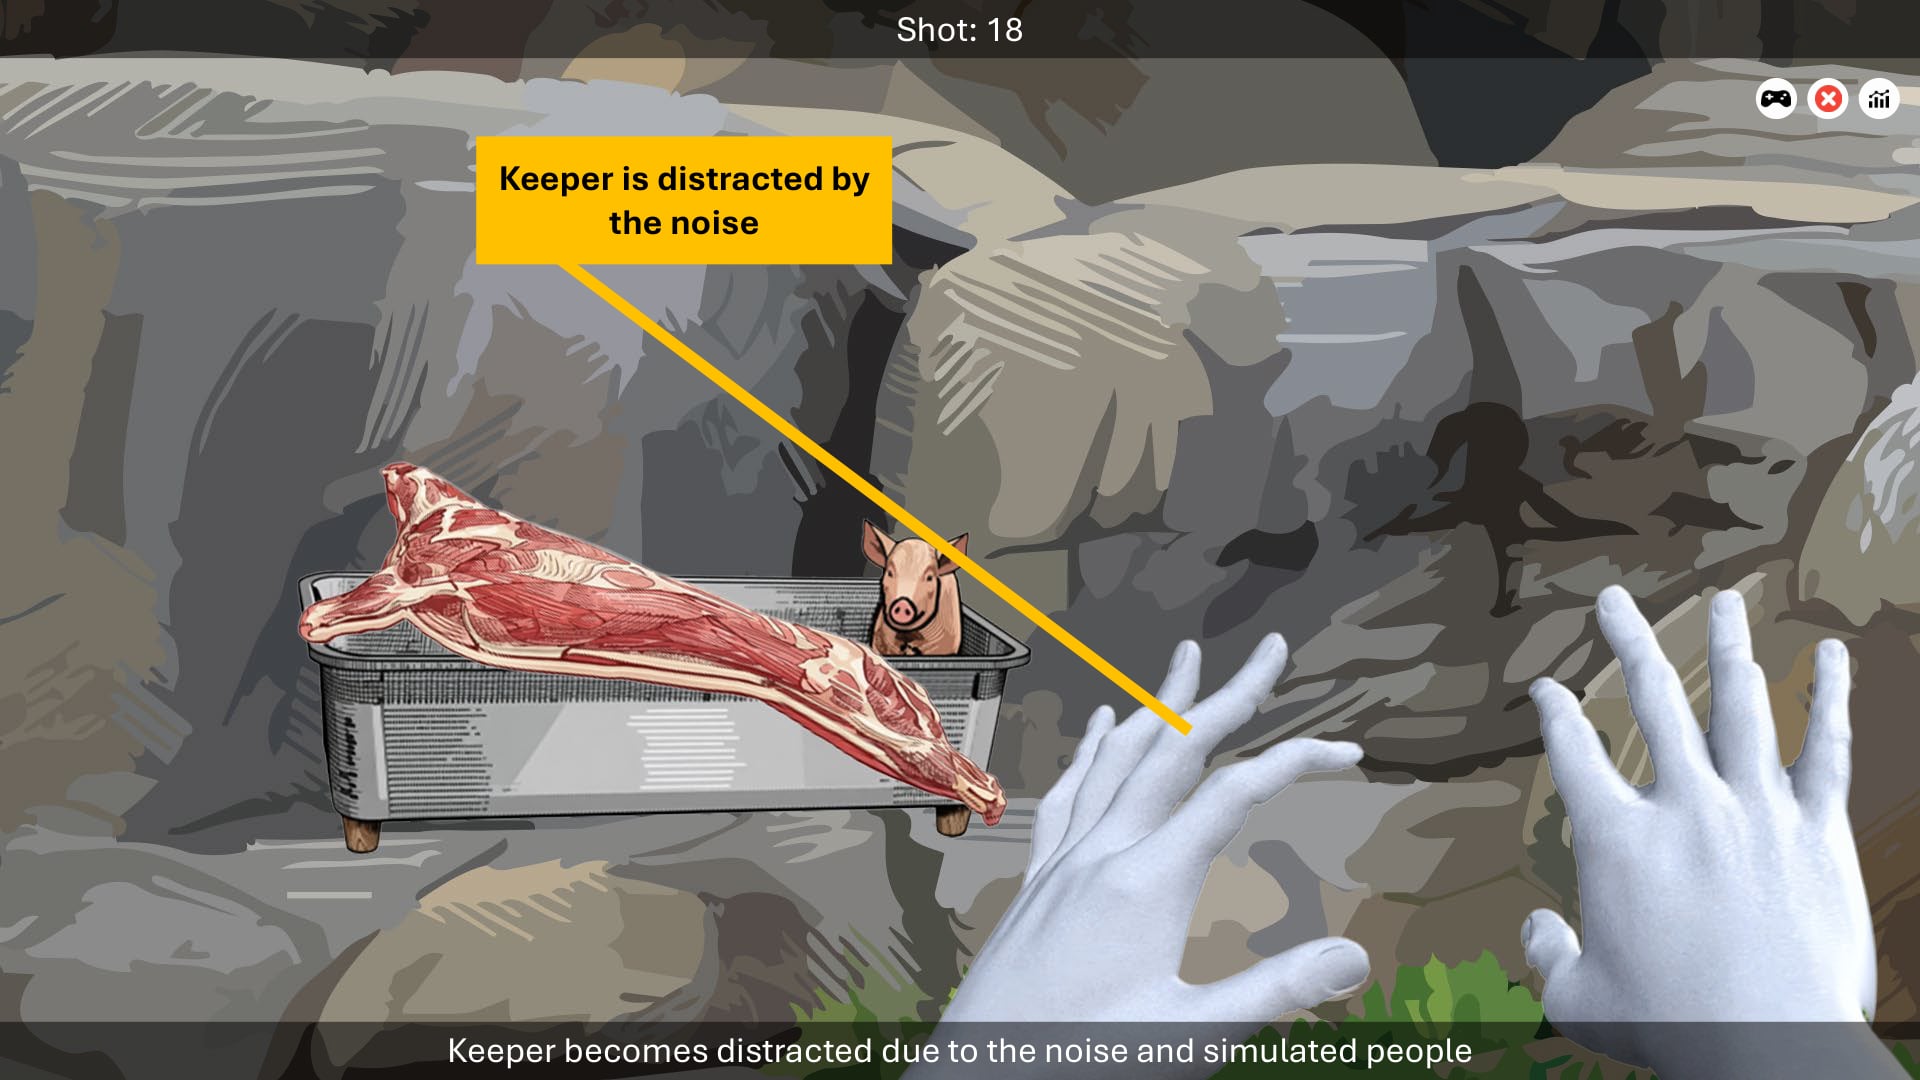 Shot: 18
Keeper is distracted by
the noise
Keeper becomes distracted due to the noise and simulated people